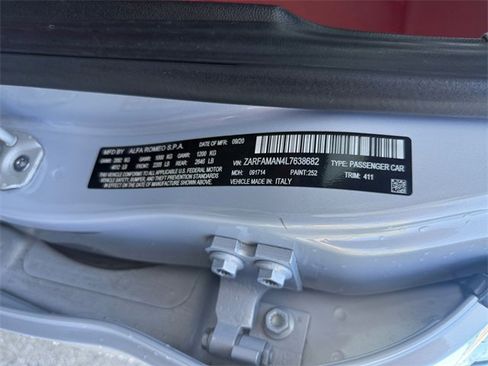 MFD BY: ALFA ROMEO S.P.A. DATE OF MFR: 09/20
GVWR: KG GAWR: 1000 KG GAWR: 1200 KG
LB FRONT: 2205 LB REAR: 2640 LB
THIS VEHICLE CONFORMS TO ALL APPLICABLE U.S. FEDERAL MOTOR
VEHICLE SAFETY, BUMPER, AND THEFT PREVENTION STANDARDS
IN EFFECT ON THE DATE OF MANUFACTURE SHOWN ABOVE.
VIN: ZARFAMAN4L7638682 TYPE: PASSENGER CAR
MDH: 091714 PAINT: 252 TRIM: 411
VEHICLE MADE IN: ITALY